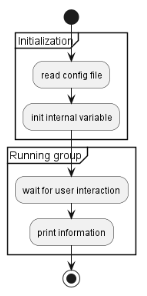 Initialization
read config file
init internal variable
Running group
wait for user interaction
print information